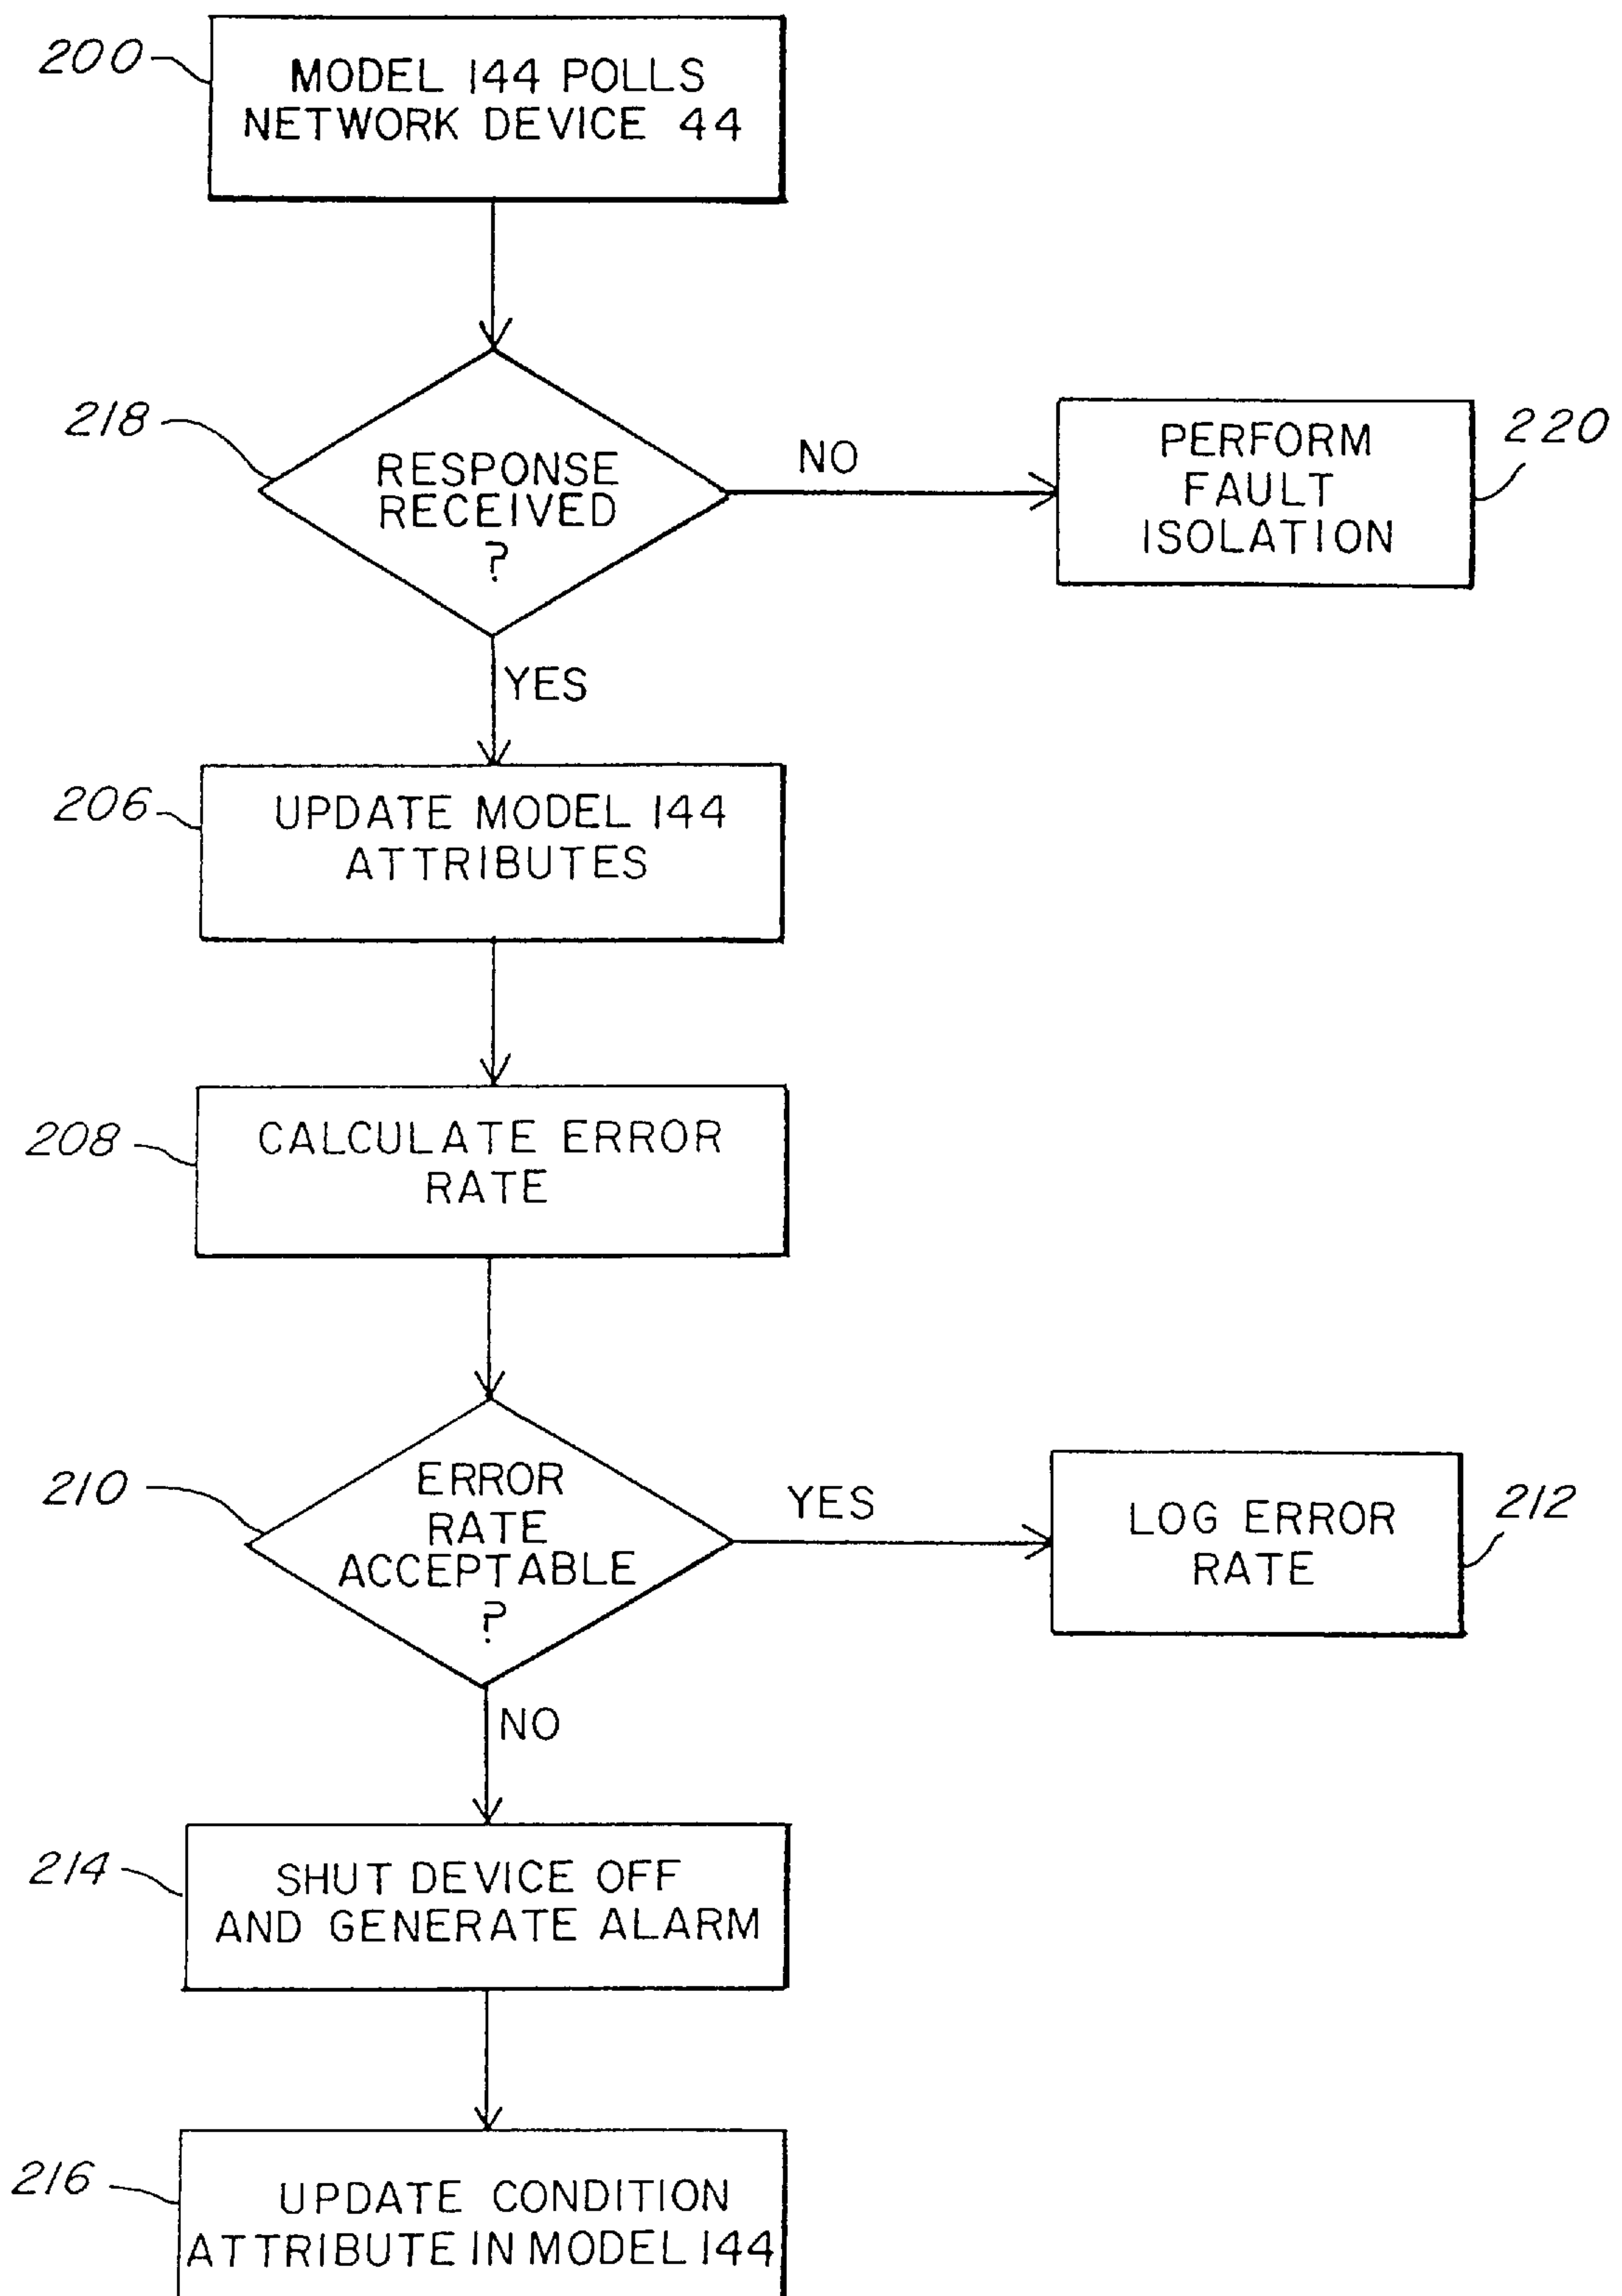 200
MODEL 144 POLLS
NETWORK DEVICE 44
218
RESPONSE
RECEIVED
?
NO
PERFORM
FAULT
ISOLATION
220
YES
206
UPDATE MODEL 144
ATTRIBUTES
208
CALCULATE ERROR
RATE
210
ERROR
RATE
ACCEPTABLE
?
YES
LOG ERROR
RATE
212
NO
214
SHUT DEVICE OFF
AND GENERATE ALARM
216
UPDATE CONDITION
ATTRIBUTE IN MODEL 144